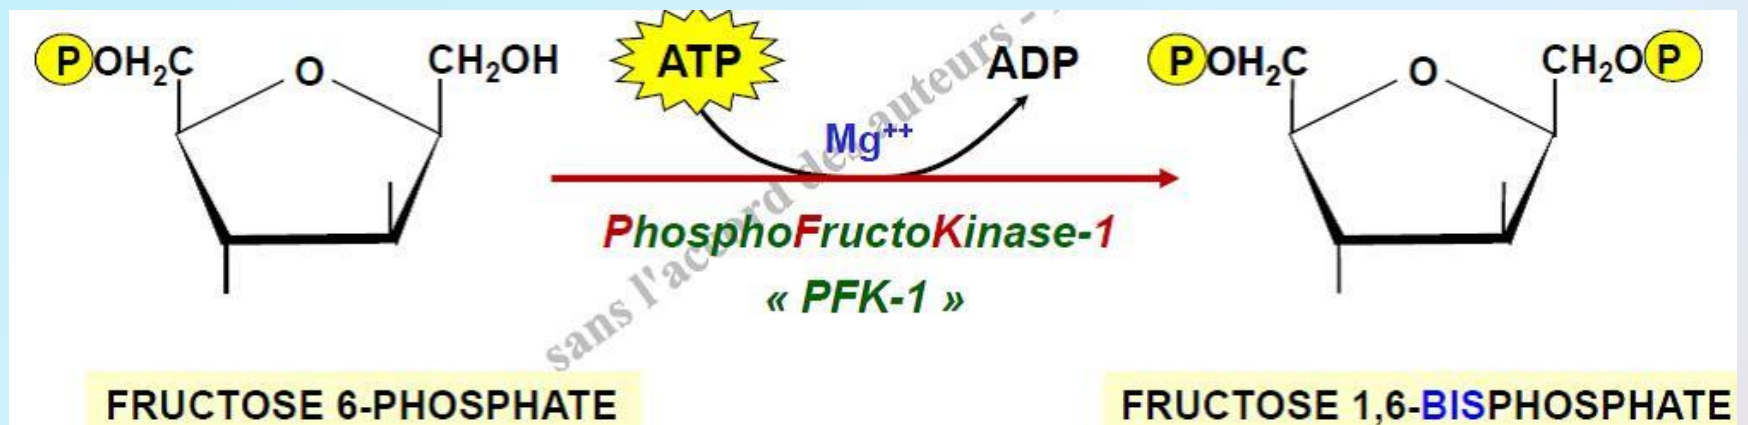 POH₂C O CH₂OH ATP ADP POH₂C O CH₂OP
Mg⁺⁺
PhosphoFructoKinase-1
« PFK-1 »
sans l'accord des auteurs -
FRUCTOSE 6-PHOSPHATE FRUCTOSE 1,6-BISPHOSPHATE